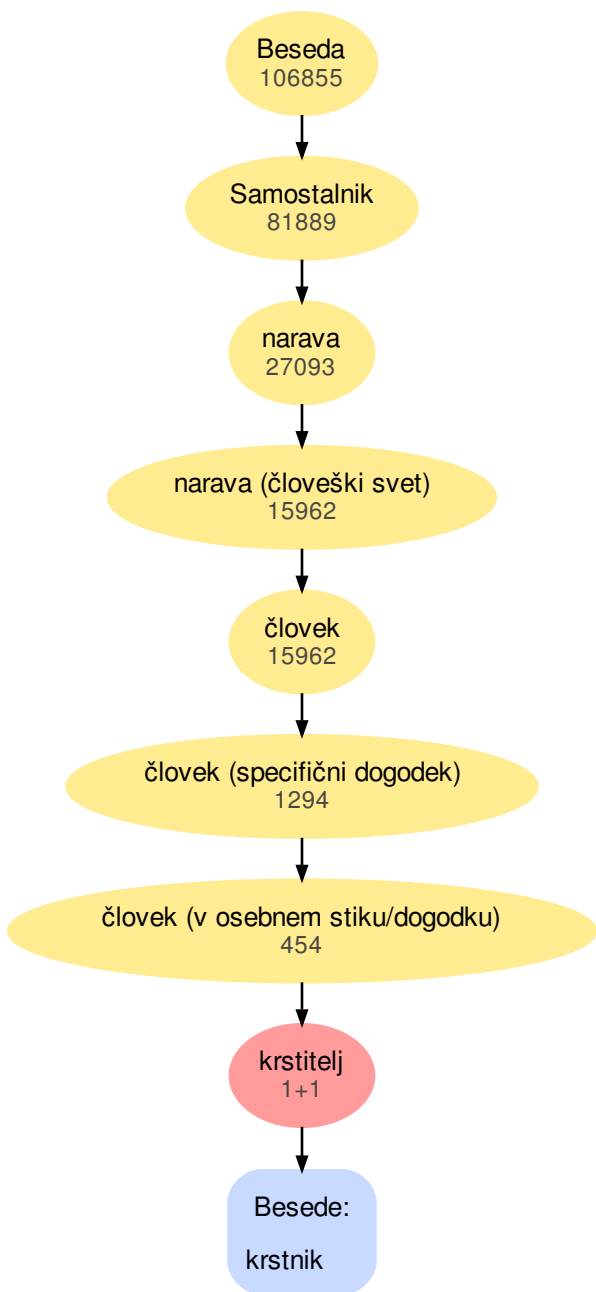 Beseda
106855
Samostalnik
81889
narava
27093
narava (človeški svet)
15962
človek
15962
človek (specifični dogodek)
1294
človek (v osebnem stiku/dogodku)
454
krstitelj
1+1
Besede:
krstnik